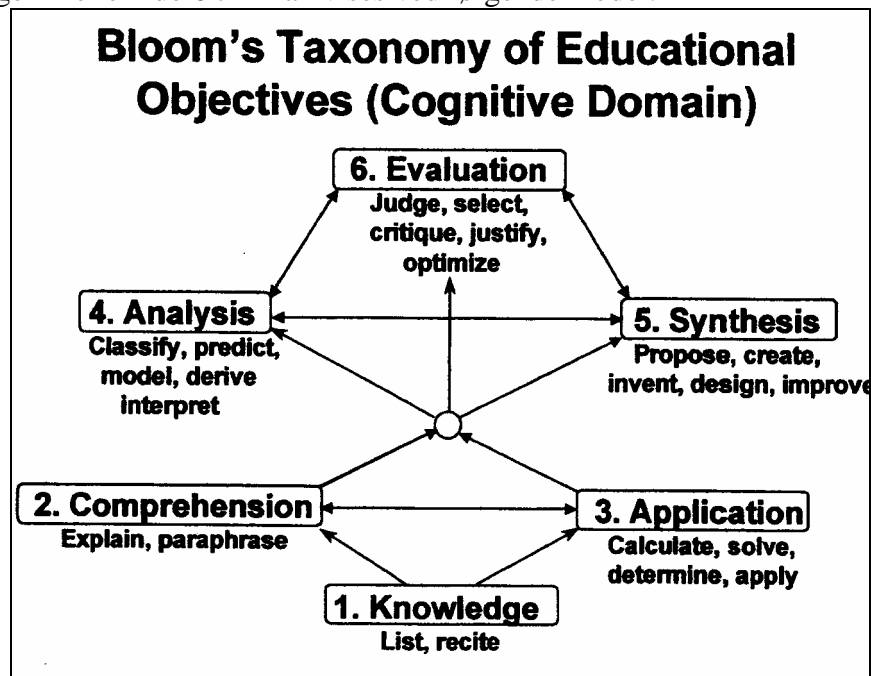 Bloom's Taxonomy of Educational
Objectives (Cognitive Domain)
6. Evaluation
Judge, select,
critique, justify,
optimize
4. Analysis
Classify, predict,
model, derive
interpret
5. Synthesis
Propose, create,
invent, design, improve
2. Comprehension
Explain, paraphrase
3. Application
Calculate, solve,
determine, apply
1. Knowledge
List, recite